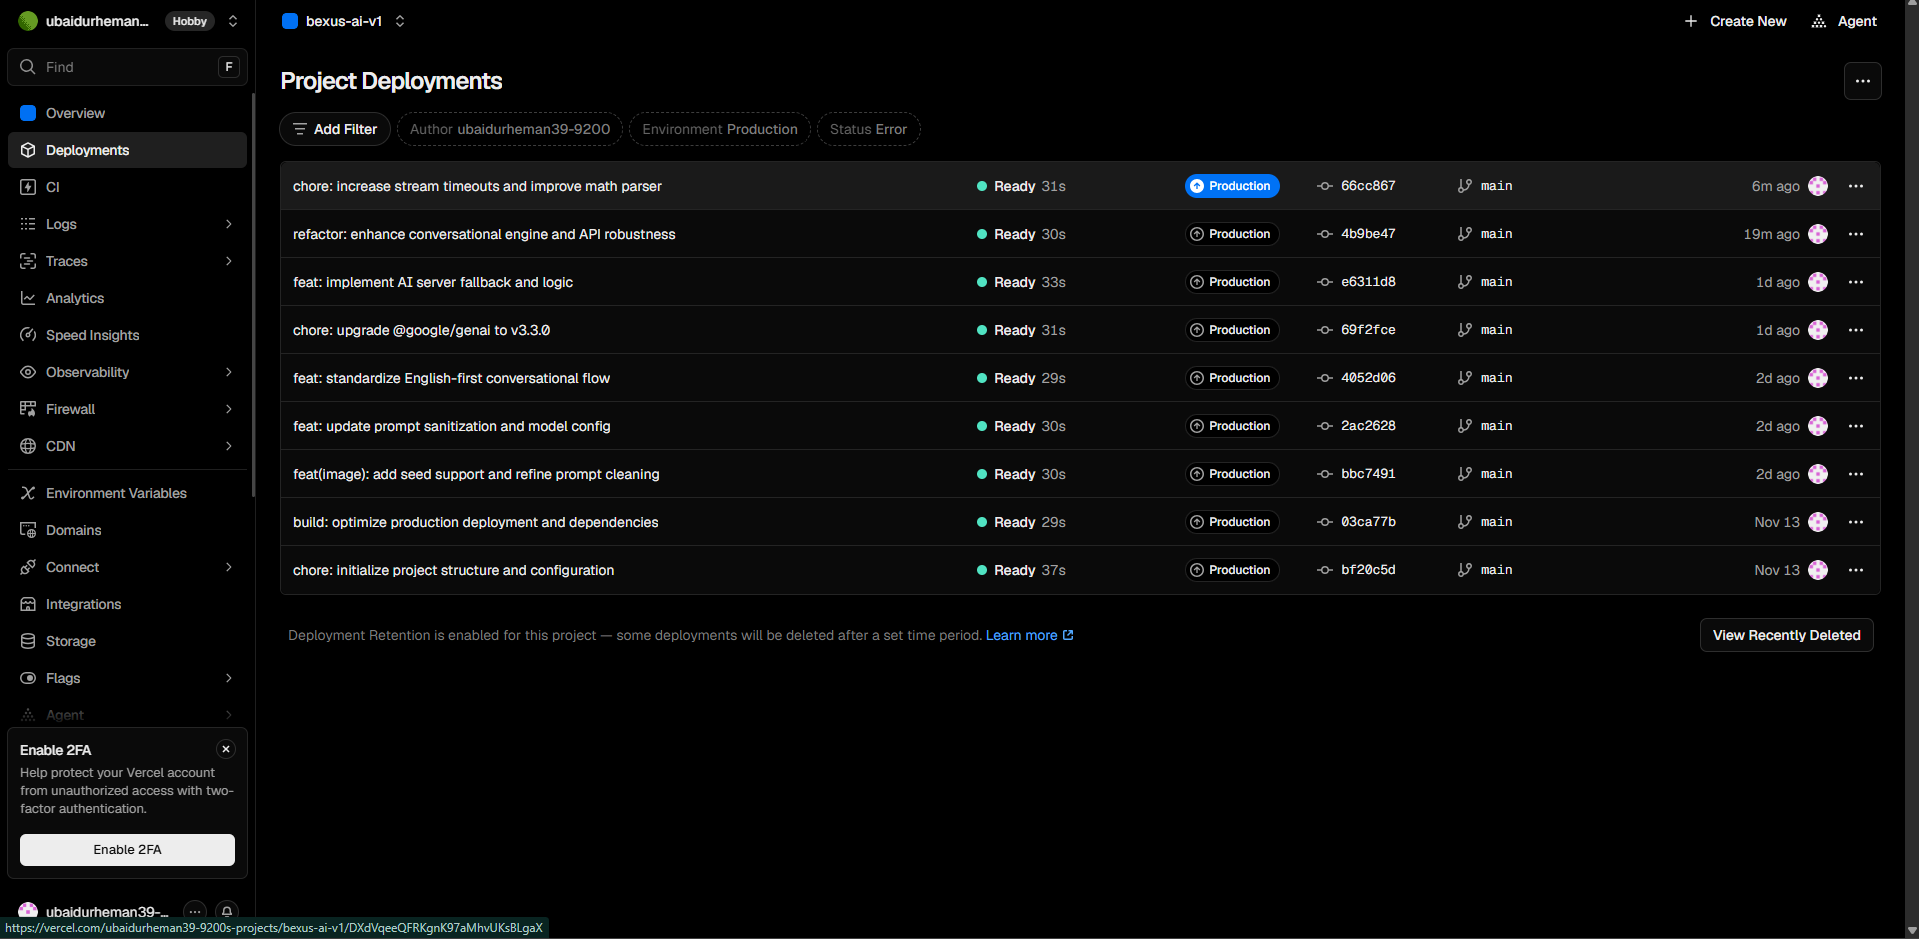 ubaidurheman... Hobby
bexus-ai-v1
Create New
Agent
Find F
Overview
Deployments
CI
Logs
Traces
Analytics
Speed Insights
Observability
Firewall
CDN
Environment Variables
Domains
Connect
Integrations
Storage
Flags
Agent
Enable 2FA
Help protect your Vercel account
from unauthorized access with two-
factor authentication.
Enable 2FA
ubaidurheman39-...
Project Deployments
Add Filter
Author ubaidurheman39-9200
Environment Production
Status Error
chore: increase stream timeouts and improve math parser Ready 31s Production 66cc867 main 6m ago
refactor: enhance conversational engine and API robustness Ready 30s Production 4b9be47 main 19m ago
feat: implement AI server fallback and logic Ready 33s Production e6311d8 main 1d ago
chore: upgrade @google/genai to v3.3.0 Ready 31s Production 69f2fce main 1d ago
feat: standardize English-first conversational flow Ready 29s Production 4052d06 main 2d ago
feat: update prompt sanitization and model config Ready 30s Production 2ac2628 main 2d ago
feat(image): add seed support and refine prompt cleaning Ready 30s Production bbc7491 main 2d ago
build: optimize production deployment and dependencies Ready 29s Production 03ca77b main Nov 13
chore: initialize project structure and configuration Ready 37s Production bf20c5d main Nov 13
Deployment Retention is enabled for this project — some deployments will be deleted after a set time period. Learn more
View Recently Deleted
https://vercel.com/ubaidurheman39-9200s-projects/bexus-ai-v1/DXdVqeeQFRKgnK97aMhvUKsBLgaX